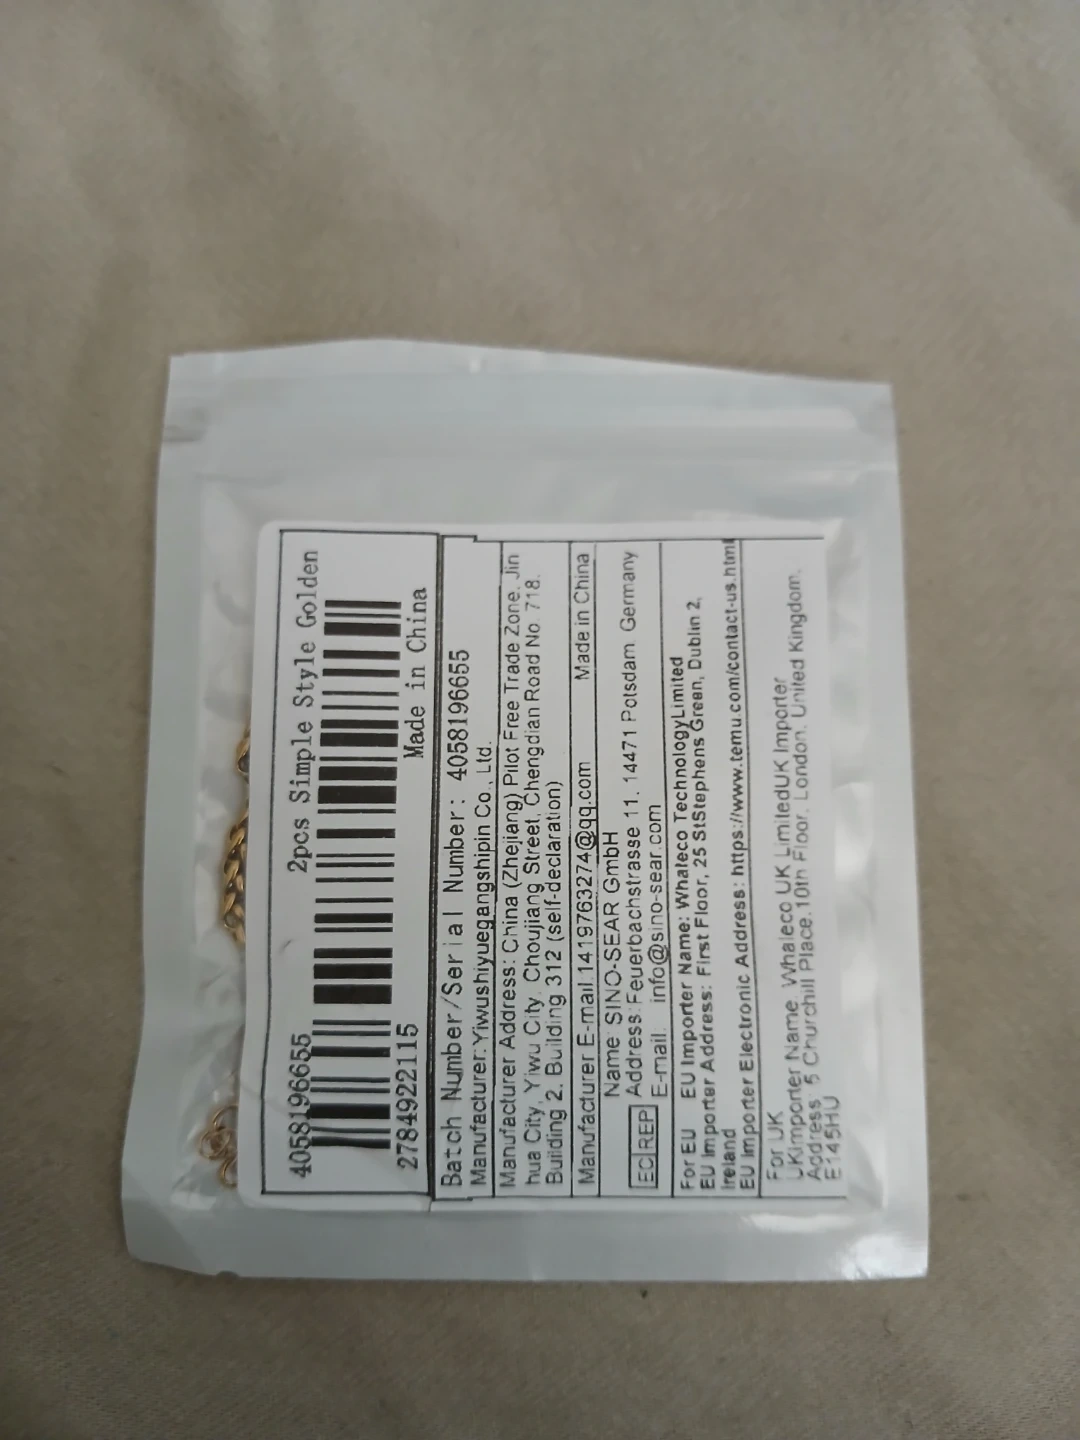 4058196655 2pcs Simple Style Golden
2784922115 Made in China
Batch Number/Serial Number: 4058196655
Manufacturer:Yiwushiyuegangshipin Co., Ltd.
Manufacturer Address: China (Zhejiang) Pilot Free Trade Zone, Jin
hua City, Yiwu City, Choujiang Street, Chengdian Road No. 718.
Building 2, Building 312 (self-declaration)
Manufacturer E-mail:1419763274@qq.com Made in China
Name: SINO-SEAR GmbH
EC REP Address:Feuerbachstrasse 11, 14471 Potsdam Germany
E-mail: info@sino-sear.com
For EU EU Importer Name: Whaleco TechnologyLimited
EU Importer Address: First Floor, 25 StStephens Green, Dublin 2,
Ireland
EU Importer Electronic Address: https://www.temu.com/contact-us.html
For UK
UKImporter Name. Whaleco UK LimitedUK Importer
Address: 5 Churchill Place.10th Floor. London. United Kingdom.
E145HU